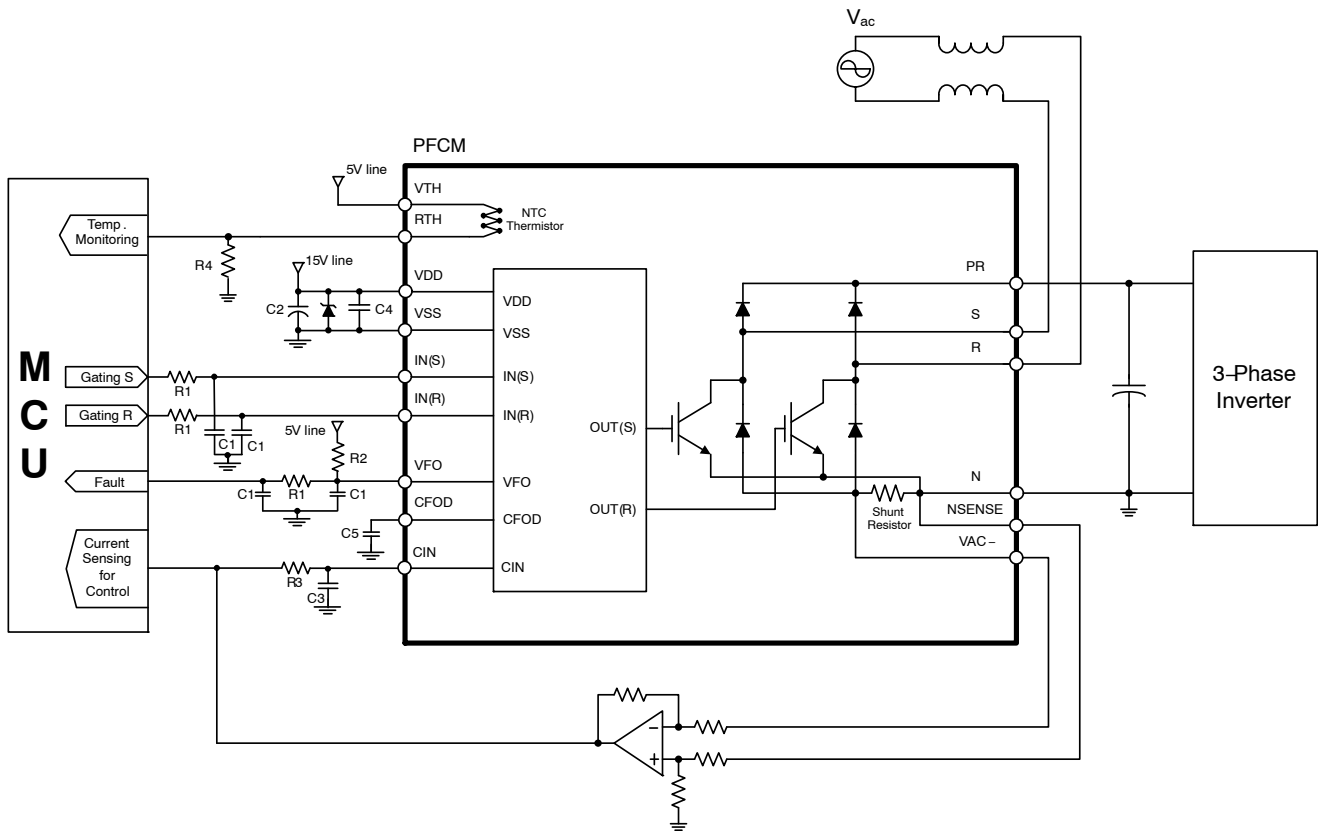 Vac
PFCM
5V line
VTH
NTC
Thermistor
RTH
Temp.
Monitoring
R4
15V line
VDD
VDD
C2
C4
VSS
VSS
PR
S
R
MCU
Gating S
R1
IN(S)
IN(S)
Gating R
R1
IN(R)
IN(R)
C1
C1
3–Phase
Inverter
5V line
R2
OUT(S)
Fault
C1
R1
C1
VFO
VFO
N
CFOD
CFOD
C5
OUT(R)
Shunt
Resistor
NSENSE
VAC–
Current
Sensing
for
Control
R3
C3
CIN
CIN
–
+